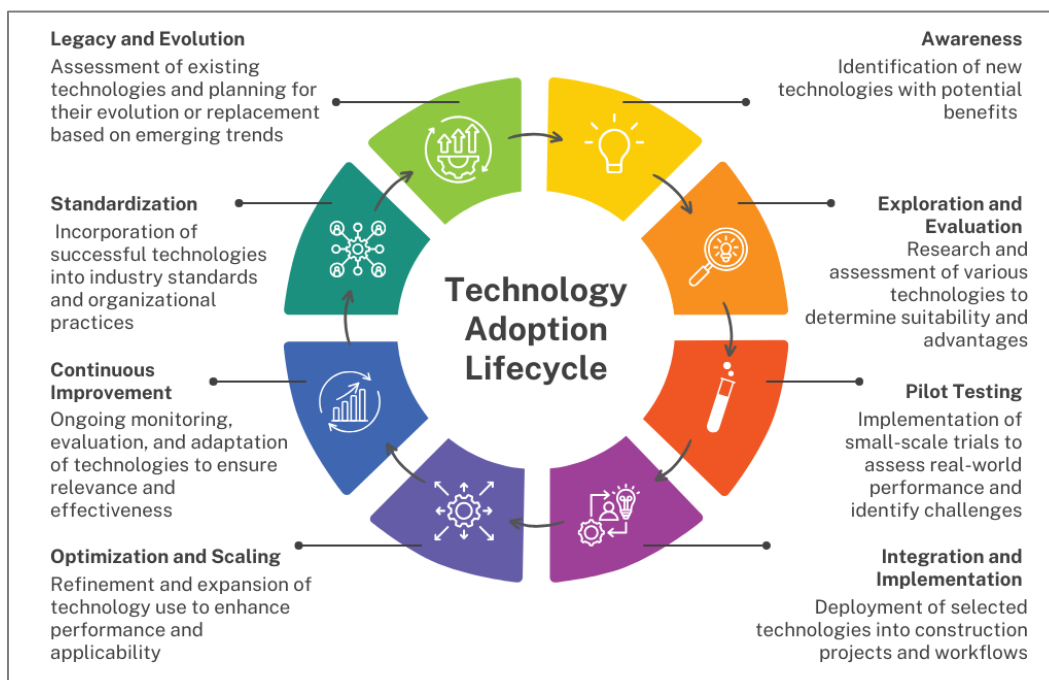 Technology
Adoption
Lifecycle
Awareness
Identification of new
technologies with potential
benefits
Exploration and
Evaluation
Research and
assessment of various
technologies to
determine suitability and
advantages
Pilot Testing
Implementation of
small-scale trials to
assess real-world
performance and
identify challenges
Integration and
Implementation
Deployment of selected
technologies into construction
projects and workflows
Optimization and Scaling
Refinement and expansion of
technology use to enhance
performance and
applicability
Continuous
Improvement
Ongoing monitoring,
evaluation, and adaptation
of technologies to ensure
relevance and
effectiveness
Standardization
Incorporation of
successful technologies
into industry standards
and organizational
practices
Legacy and Evolution
Assessment of existing
technologies and planning for
their evolution or replacement
based on emerging trends